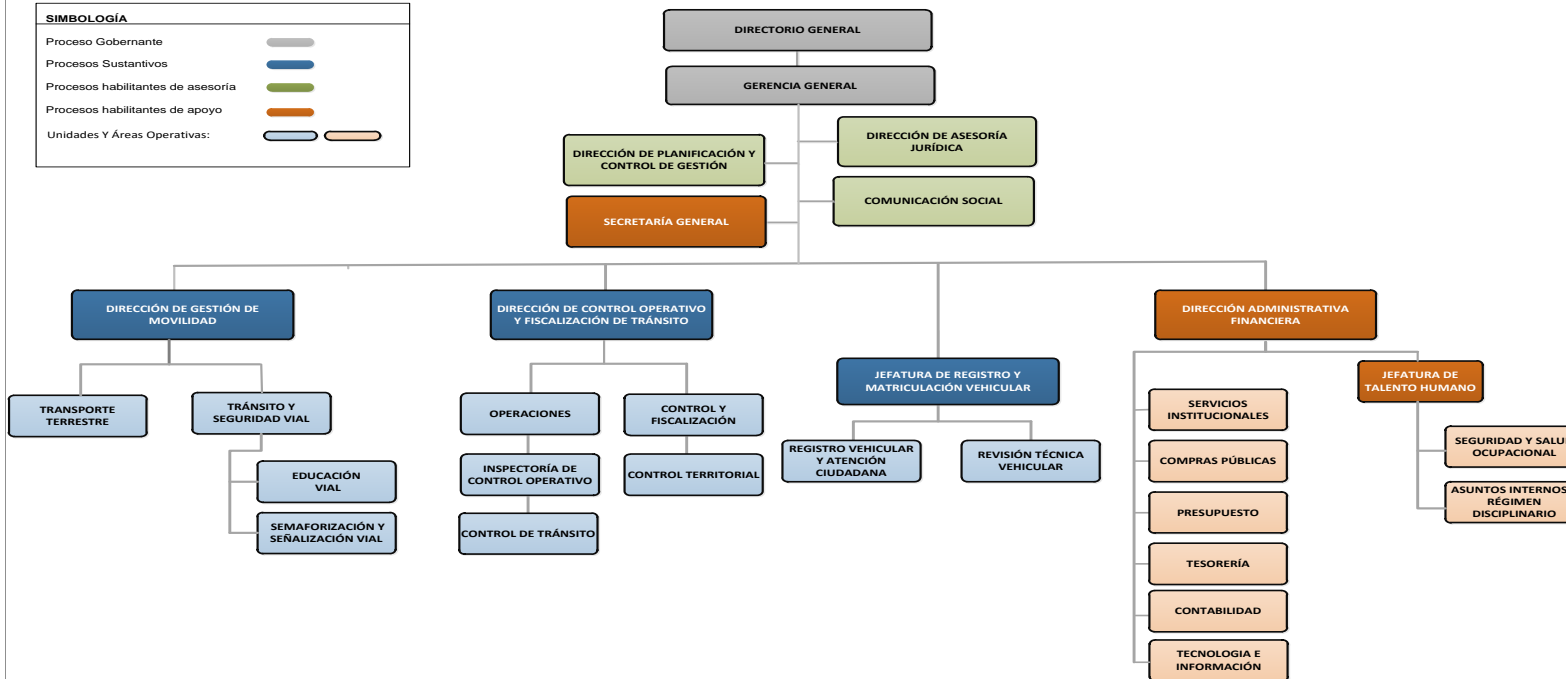 SIMBOLOGÍA
Proceso Gobernante
Procesos Sustantivos
Procesos habilitantes de asesoría
Procesos habilitantes de apoyo
Unidades Y Áreas Operativas:
DIRECTORIO GENERAL
GERENCIA GENERAL
DIRECCIÓN DE ASESORÍA
JURÍDICA
DIRECCIÓN DE PLANIFICACIÓN Y
CONTROL DE GESTIÓN
COMUNICACIÓN SOCIAL
SECRETARÍA GENERAL
DIRECCIÓN DE GESTIÓN DE
MOVILIDAD
DIRECCIÓN DE CONTROL OPERATIVO
Y FISCALIZACIÓN DE TRÁNSITO
DIRECCIÓN ADMINISTRATIVA
FINANCIERA
JEFATURA DE REGISTRO Y
MATRICULACIÓN VEHICULAR
JEFATURA DE
TALENTO HUMANO
TRANSPORTE
TERRESTRE
TRÁNSITO Y
SEGURIDAD VIAL
EDUCACIÓN
VIAL
SEMAFORIZACIÓN Y
SEÑALIZACIÓN VIAL
OPERACIONES
INSPECTORÍA DE
CONTROL OPERATIVO
CONTROL DE TRÁNSITO
CONTROL Y
FISCALIZACIÓN
CONTROL TERRITORIAL
REGISTRO VEHICULAR
Y ATENCIÓN
CIUDADANA
REVISIÓN TÉCNICA
VEHICULAR
SERVICIOS
INSTITUCIONALES
COMPRAS PÚBLICAS
PRESUPUESTO
TESORERÍA
CONTABILIDAD
TECNOLOGIA E
INFORMACIÓN
SEGURIDAD Y SALU
OCUPACIONAL
ASUNTOS INTERNOS
RÉGIMEN
DISCIPLINARIO